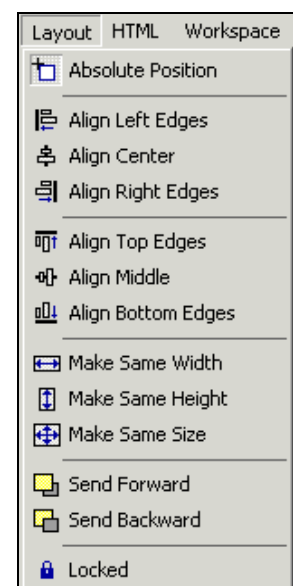 Layout HTML Workspace
Absolute Position
Align Left Edges
Align Center
Align Right Edges
Align Top Edges
Align Middle
Align Bottom Edges
Make Same Width
Make Same Height
Make Same Size
Send Forward
Send Backward
Locked